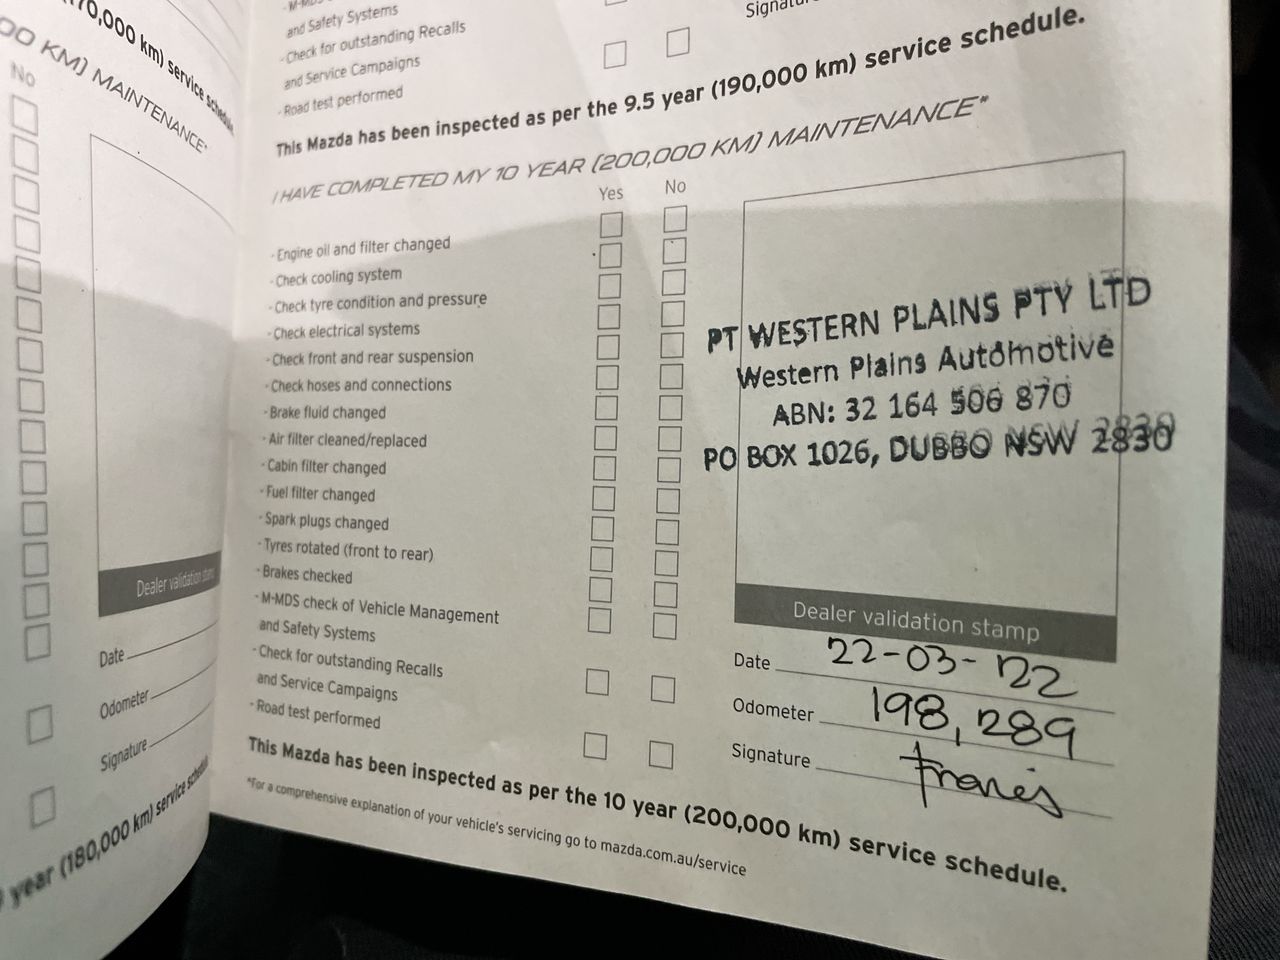 70,000 km) service
00 KM) MAINTENANCE*
No
Dealer validation
Date
Odometer
Signature
year (180,000 km) service
and Safety Systems
- Check for outstanding Recalls
and Service Campaigns
- Road test performed
This Mazda has been inspected as per the 9.5 year (190,000 km) service schedule.
I HAVE COMPLETED MY 10 YEAR (200,000 KM) MAINTENANCE*
Yes No
- Engine oil and filter changed
- Check cooling system
- Check tyre condition and pressure
- Check electrical systems
- Check front and rear suspension
- Check hoses and connections
- Brake fluid changed
- Air filter cleaned/replaced
- Cabin filter changed
- Fuel filter changed
- Spark plugs changed
- Tyres rotated (front to rear)
- Brakes checked
- M-MDS check of Vehicle Management
and Safety Systems
- Check for outstanding Recalls
and Service Campaigns
- Road test performed
PT WESTERN PLAINS PTY LTD
Western Plains Automotive
ABN: 32 164 506 870
PO BOX 1026, DUBBO NSW 2830
Dealer validation stamp
Date 22-03-22
Odometer 198,289
Signature Francis
This Mazda has been inspected as per the 10 year (200,000 km) service schedule.
*For a comprehensive explanation of your vehicle's servicing go to mazda.com.au/service